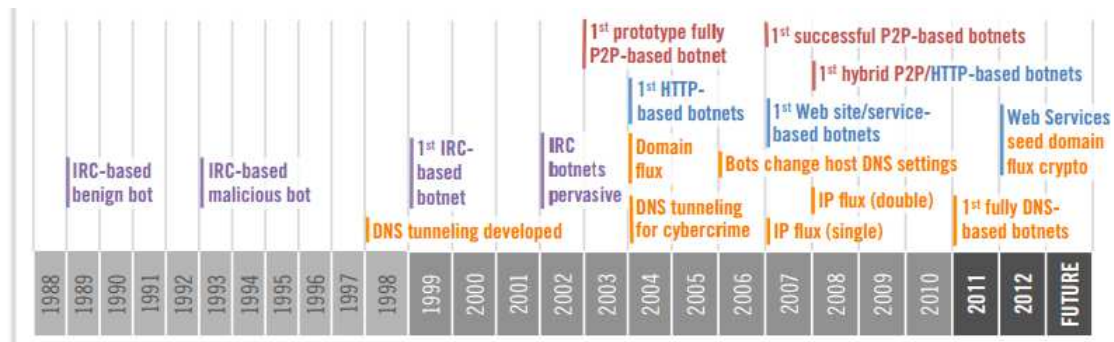 1st prototype fully
P2P-based botnet
1st successful P2P-based botnets
1st hybrid P2P/HTTP-based botnets
1st HTTP-
based botnets
1st Web site/service-
based botnets
Web Services
seed domain
flux crypto
IRC-based
benign bot
IRC-based
malicious bot
1st IRC-
based
botnet
IRC
botnets
pervasive
Domain
flux
Bots change host DNS settings
DNS tunneling developed
DNS tunneling
for cybercrime
IP flux (double)
IP flux (single)
1st fully DNS-
based botnets
1988
1989
1990
1991
1992
1993
1994
1995
1996
1997
1998
1999
2000
2001
2002
2003
2004
2005
2006
2007
2008
2009
2010
2011
2012
FUTURE